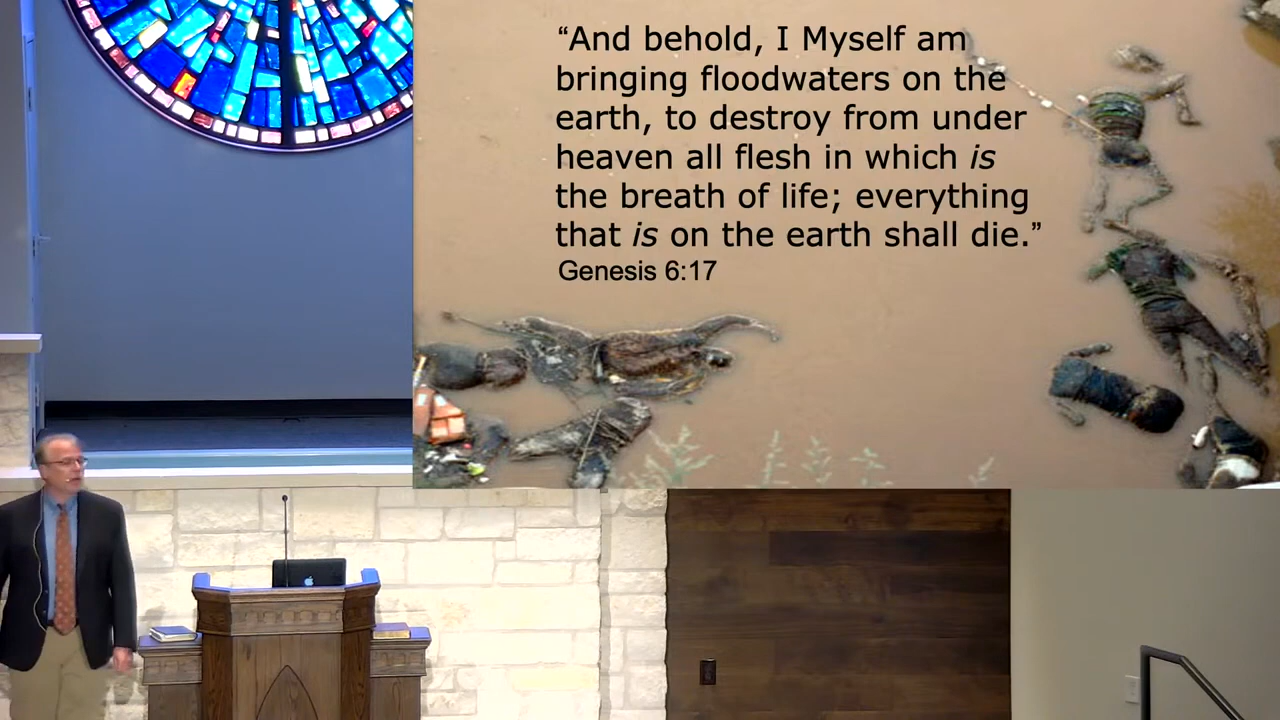 “And behold, I Myself am
bringing floodwaters on the
earth, to destroy from under
heaven all flesh in which is
the breath of life; everything
that is on the earth shall die.”
Genesis 6:17